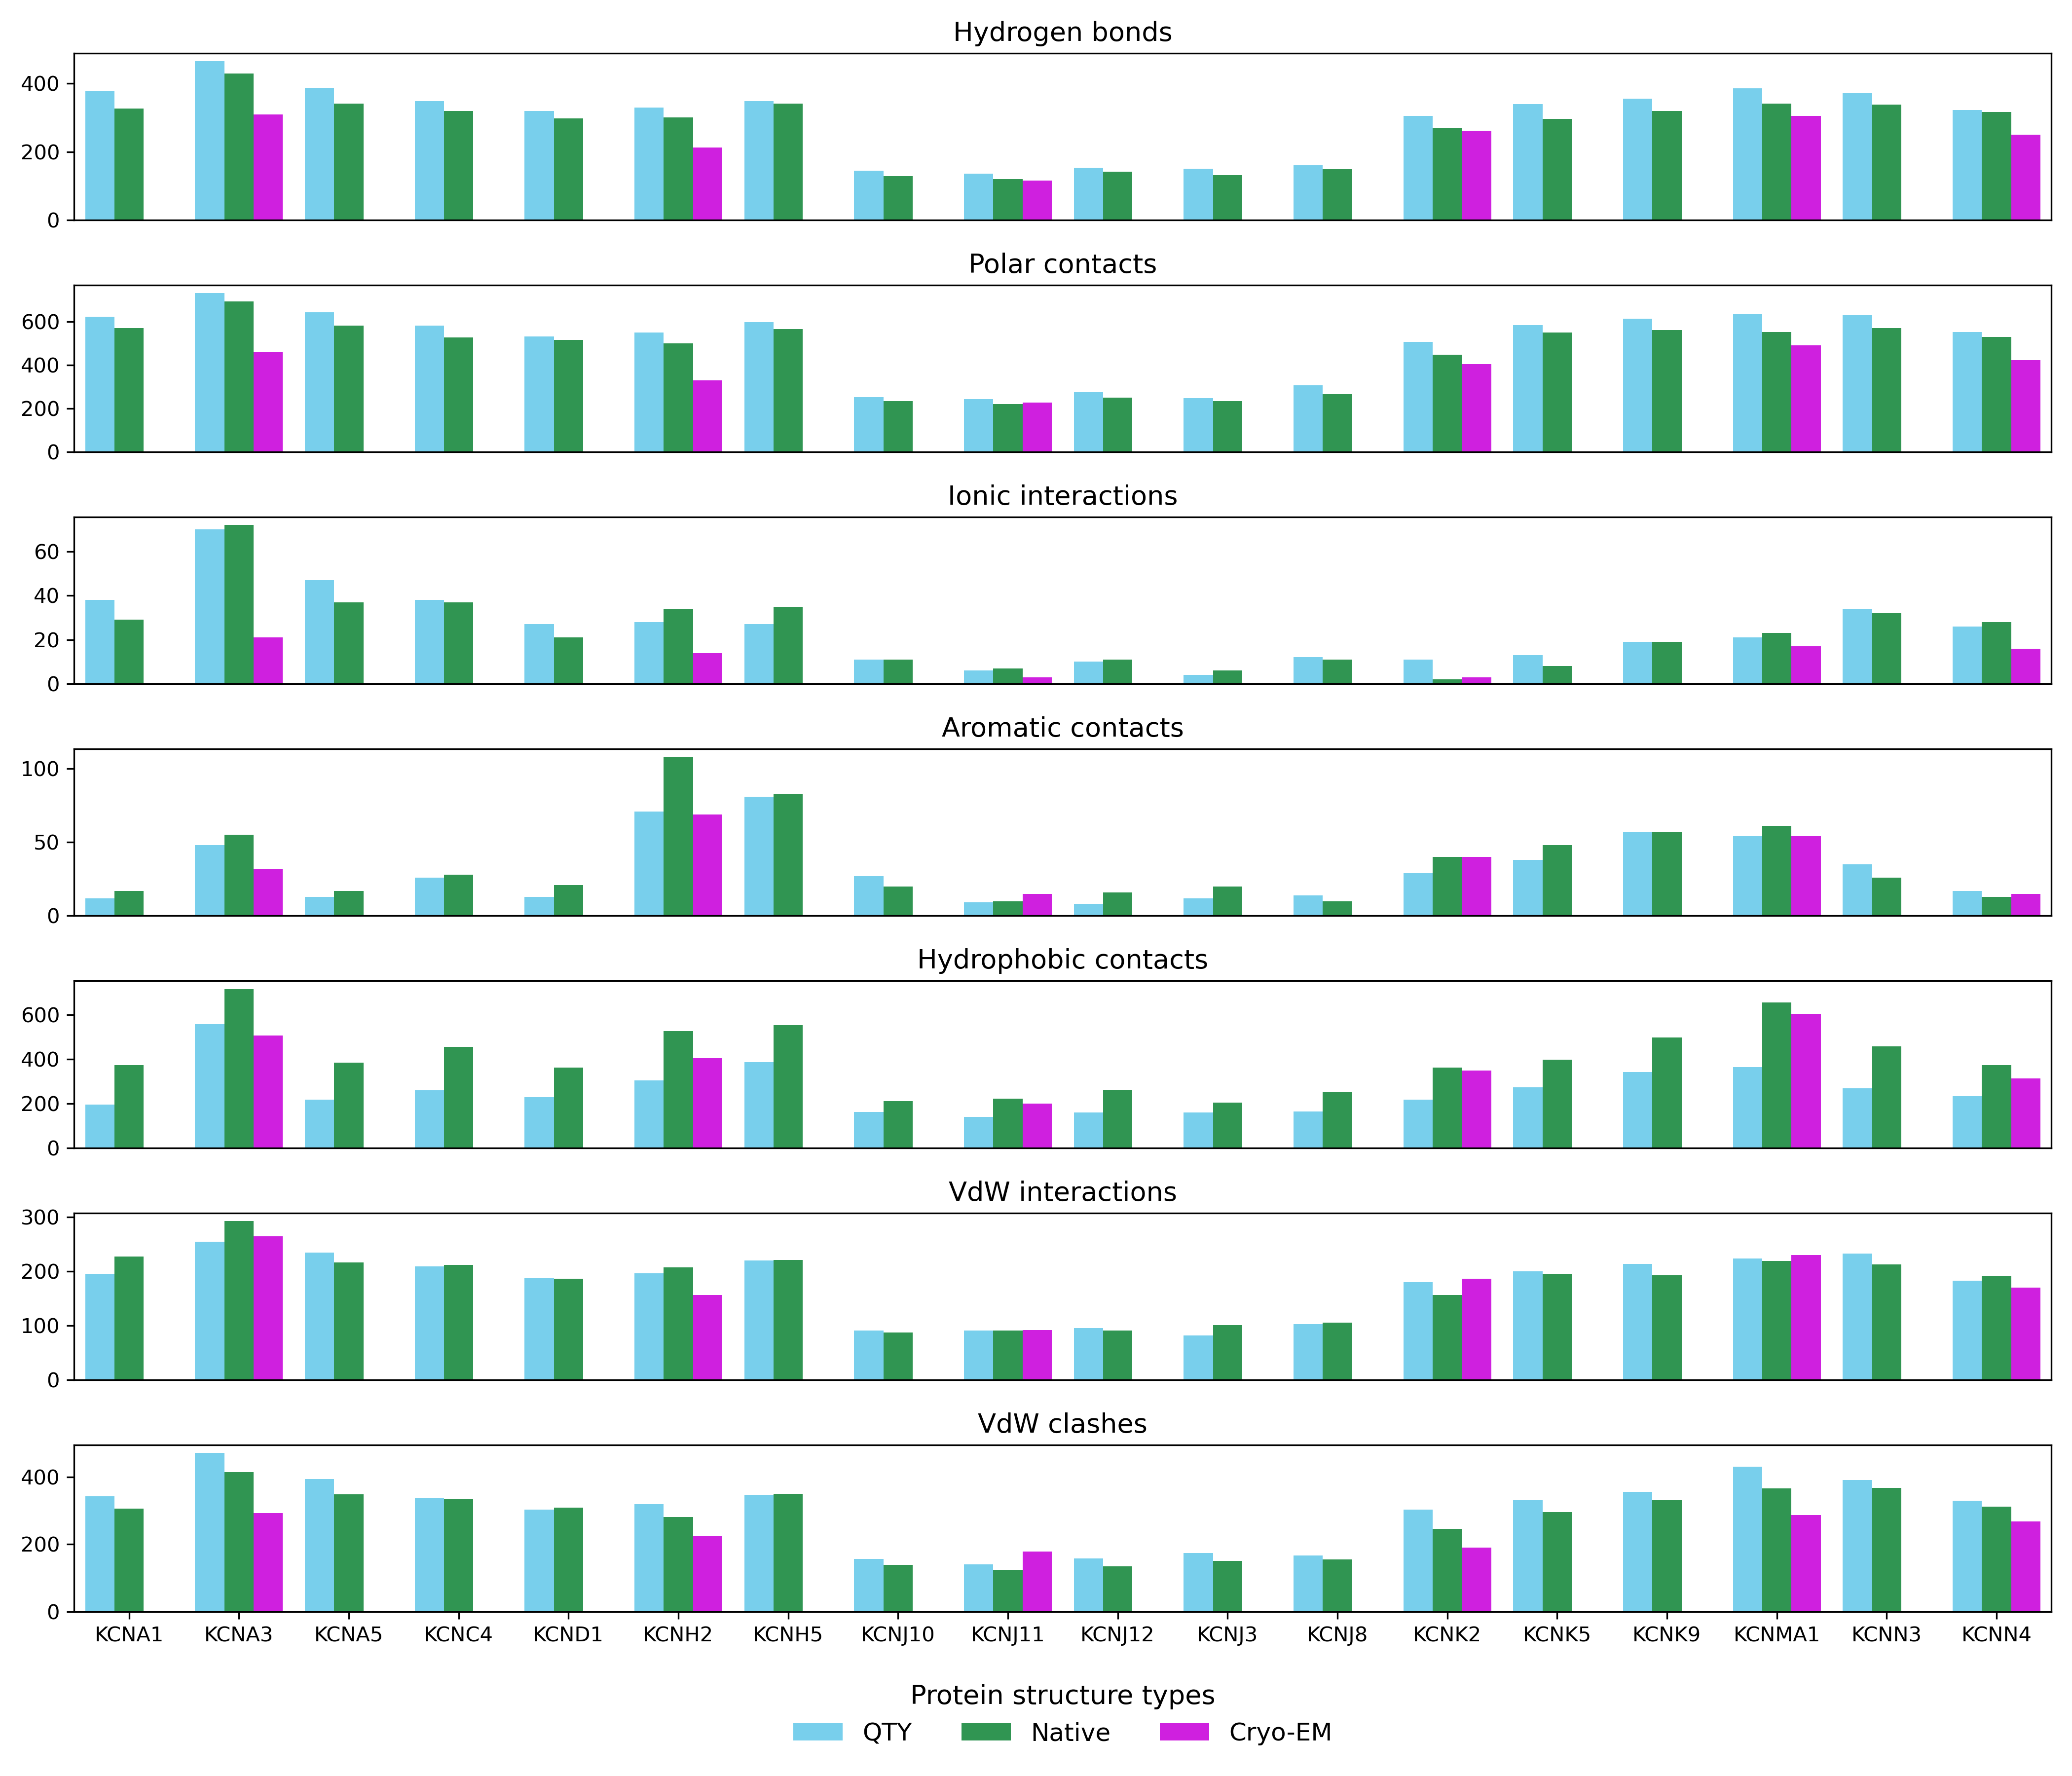 Hydrogen bonds
400
200
0
Polar contacts
600
400
200
0
Ionic interactions
60
40
20
0
Aromatic contacts
100
50
0
Hydrophobic contacts
600
400
200
0
VdW interactions
300
200
100
0
VdW clashes
400
200
0
KCNA1 KCNA3 KCNA5 KCNC4 KCND1 KCNH2 KCNH5 KCNJ10 KCNJ11 KCNJ12 KCNJ3 KCNJ8 KCNK2 KCNK5 KCNK9 KCNMA1 KCNN3 KCNN4
Protein structure types
QTY Native Cryo-EM